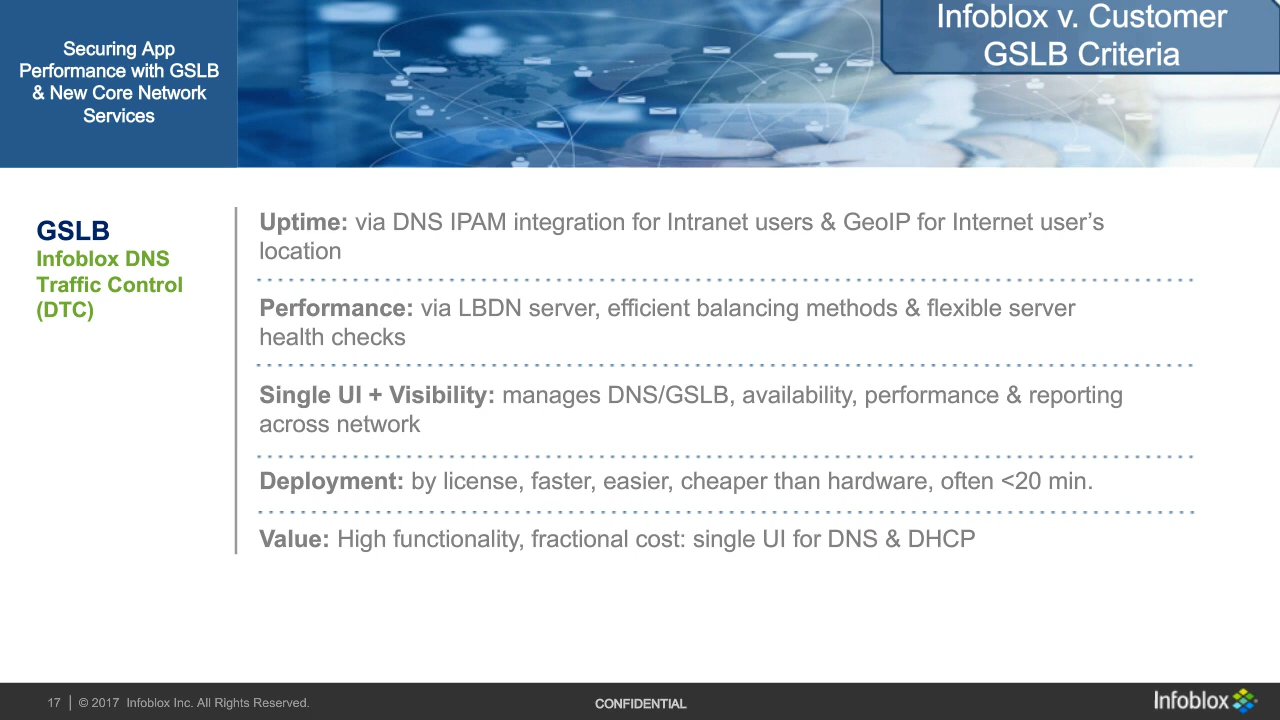 Securing App
Performance with GSLB
& New Core Network
Services
Infoblox v. Customer
GSLB Criteria
GSLB
Infoblox DNS
Traffic Control
(DTC)
Uptime: via DNS IPAM integration for Intranet users & GeoIP for Internet user’s
location
Performance: via LBDN server, efficient balancing methods & flexible server
health checks
Single UI + Visibility: manages DNS/GSLB, availability, performance & reporting
across network
Deployment: by license, faster, easier, cheaper than hardware, often <20 min.
Value: High functionality, fractional cost: single UI for DNS & DHCP
17 | © 2017 Infoblox Inc. All Rights Reserved.
CONFIDENTIAL
Infoblox